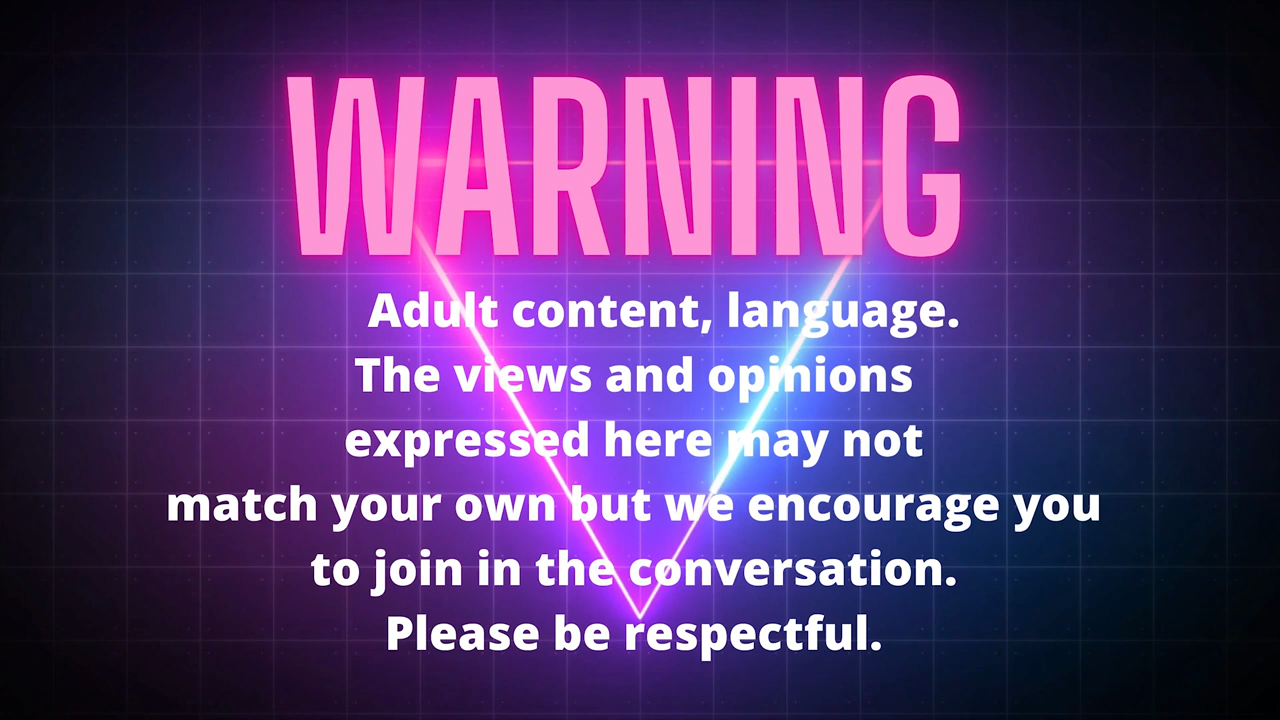 WARNING
Adult content, language.
The views and opinions
expressed here may not
match your own but we encourage you
to join in the conversation.
Please be respectful.